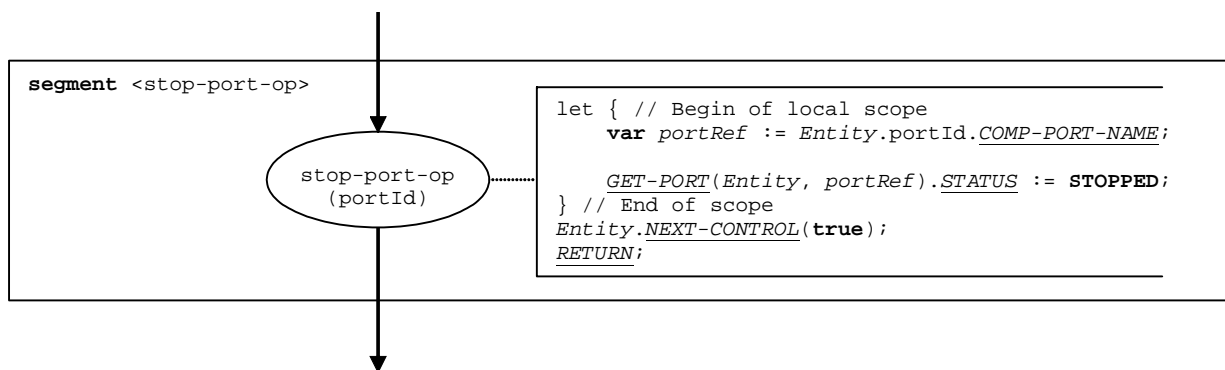 segment <stop-port-op>
stop-port-op
(portId)
let { // Begin of local scope
var portRef := Entity.portId.COMP-PORT-NAME;
GET-PORT(Entity, portRef).STATUS := STOPPED;
} // End of scope
Entity.NEXT-CONTROL(true);
RETURN;